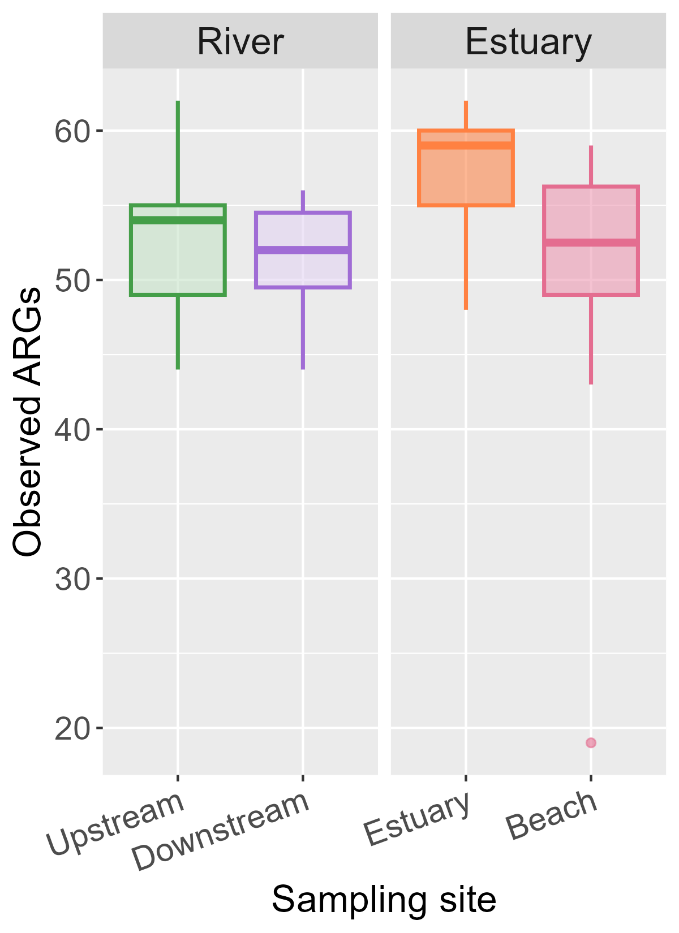 River
Estuary
Observed ARGs
60
50
40
30
20
Upstream
Downstream
Estuary
Beach
Sampling site